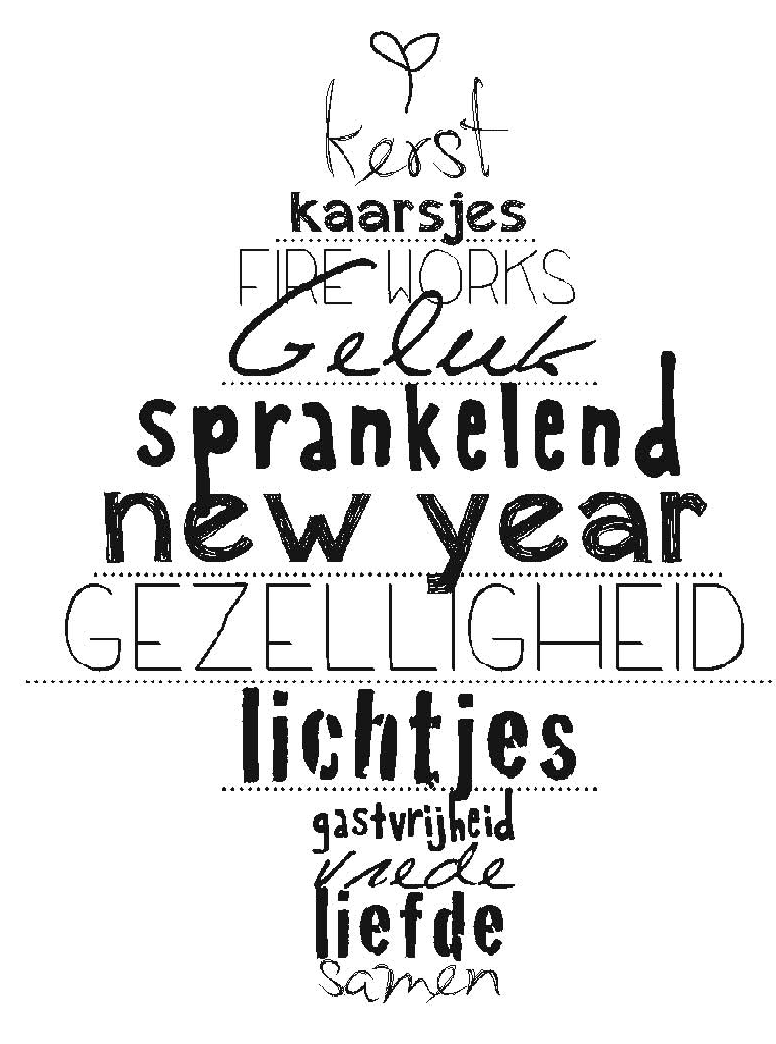 kerst
kaarsjes
FIRE WORKS
Geluk
sprankelend
new year
GEZELLIGHEID
lichtjes
gastvrijheid
vrede
liefde
samen